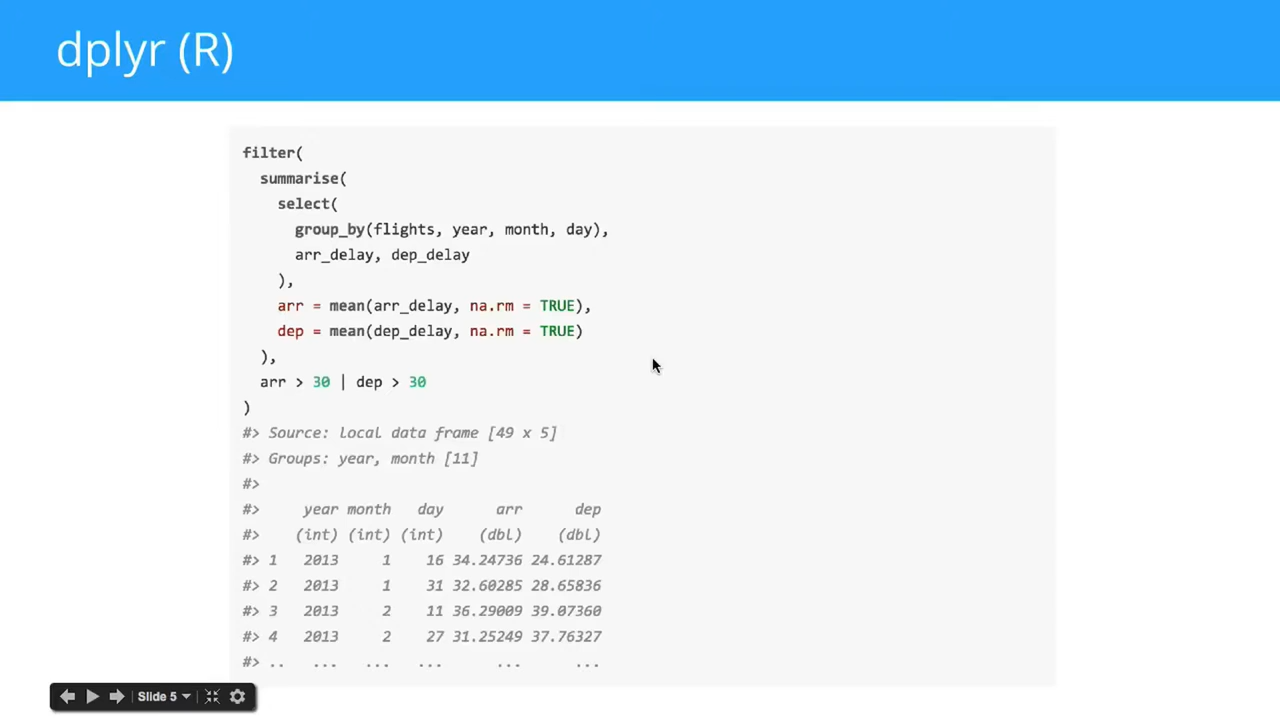 dplyr (R)
filter(
  summarise(
    select(
      group_by(flights, year, month, day),
      arr_delay, dep_delay
    ),
    arr = mean(arr_delay, na.rm = TRUE),
    dep = mean(dep_delay, na.rm = TRUE)
  ),
  arr > 30 | dep > 30
)
#> Source: local data frame [49 x 5]
#> Groups: year, month [11]
#>
#>     year month   day      arr      dep
#>    (int) (int) (int)    (dbl)    (dbl)
#> 1   2013     1    16 34.24736 24.61287
#> 2   2013     1    31 32.60285 28.65836
#> 3   2013     2    11 36.29009 39.07360
#> 4   2013     2    27 31.25249 37.76327
#> ..   ...   ...   ...      ...      ...
Slide 5